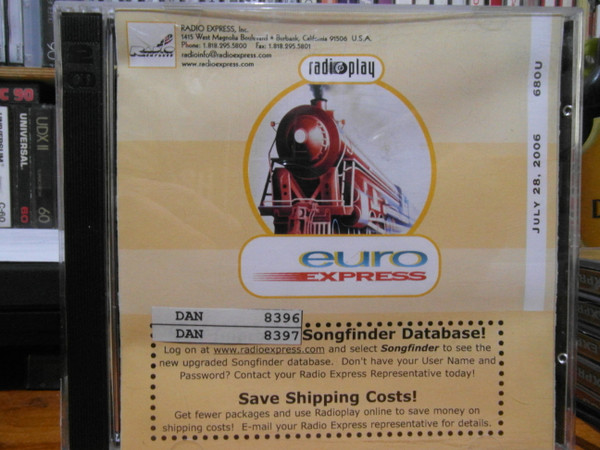 RADIO EXPRESS, Inc.
1415 West Magnolia Boulevard • Burbank, California 91506 U.S.A.
Phone: 1.818.295.5800 Fax: 1.818.295.5801
radioinfo@radioexpress.com
www.radioexpress.com
radioplay
680U
JULY 28, 2006
euro
EXPRESS
DAN 8396
DAN 8397
Songfinder Database!
Log on at www.radioexpress.com and select Songfinder to see the
new upgraded Songfinder database. Don't have your User Name and
Password? Contact your Radio Express Representative today!
Save Shipping Costs!
Get fewer packages and use Radioplay online to save money on
shipping costs! E-mail your Radio Express representative for details.
C 90
UNIVERSAL
60
UDX II
60
C-60